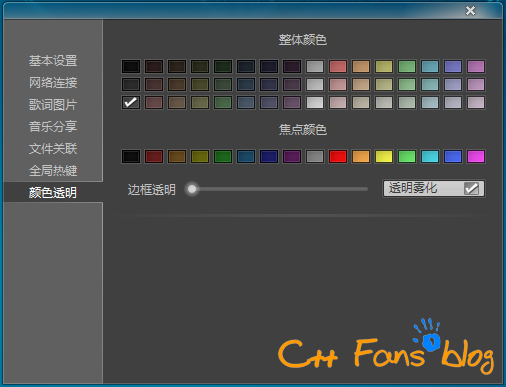 整体颜色
基本设置
网络连接
歌词图片
音乐分享
文件关联
全局热键
颜色透明
焦点颜色
边框透明
透明雾化
C++ Fans blog